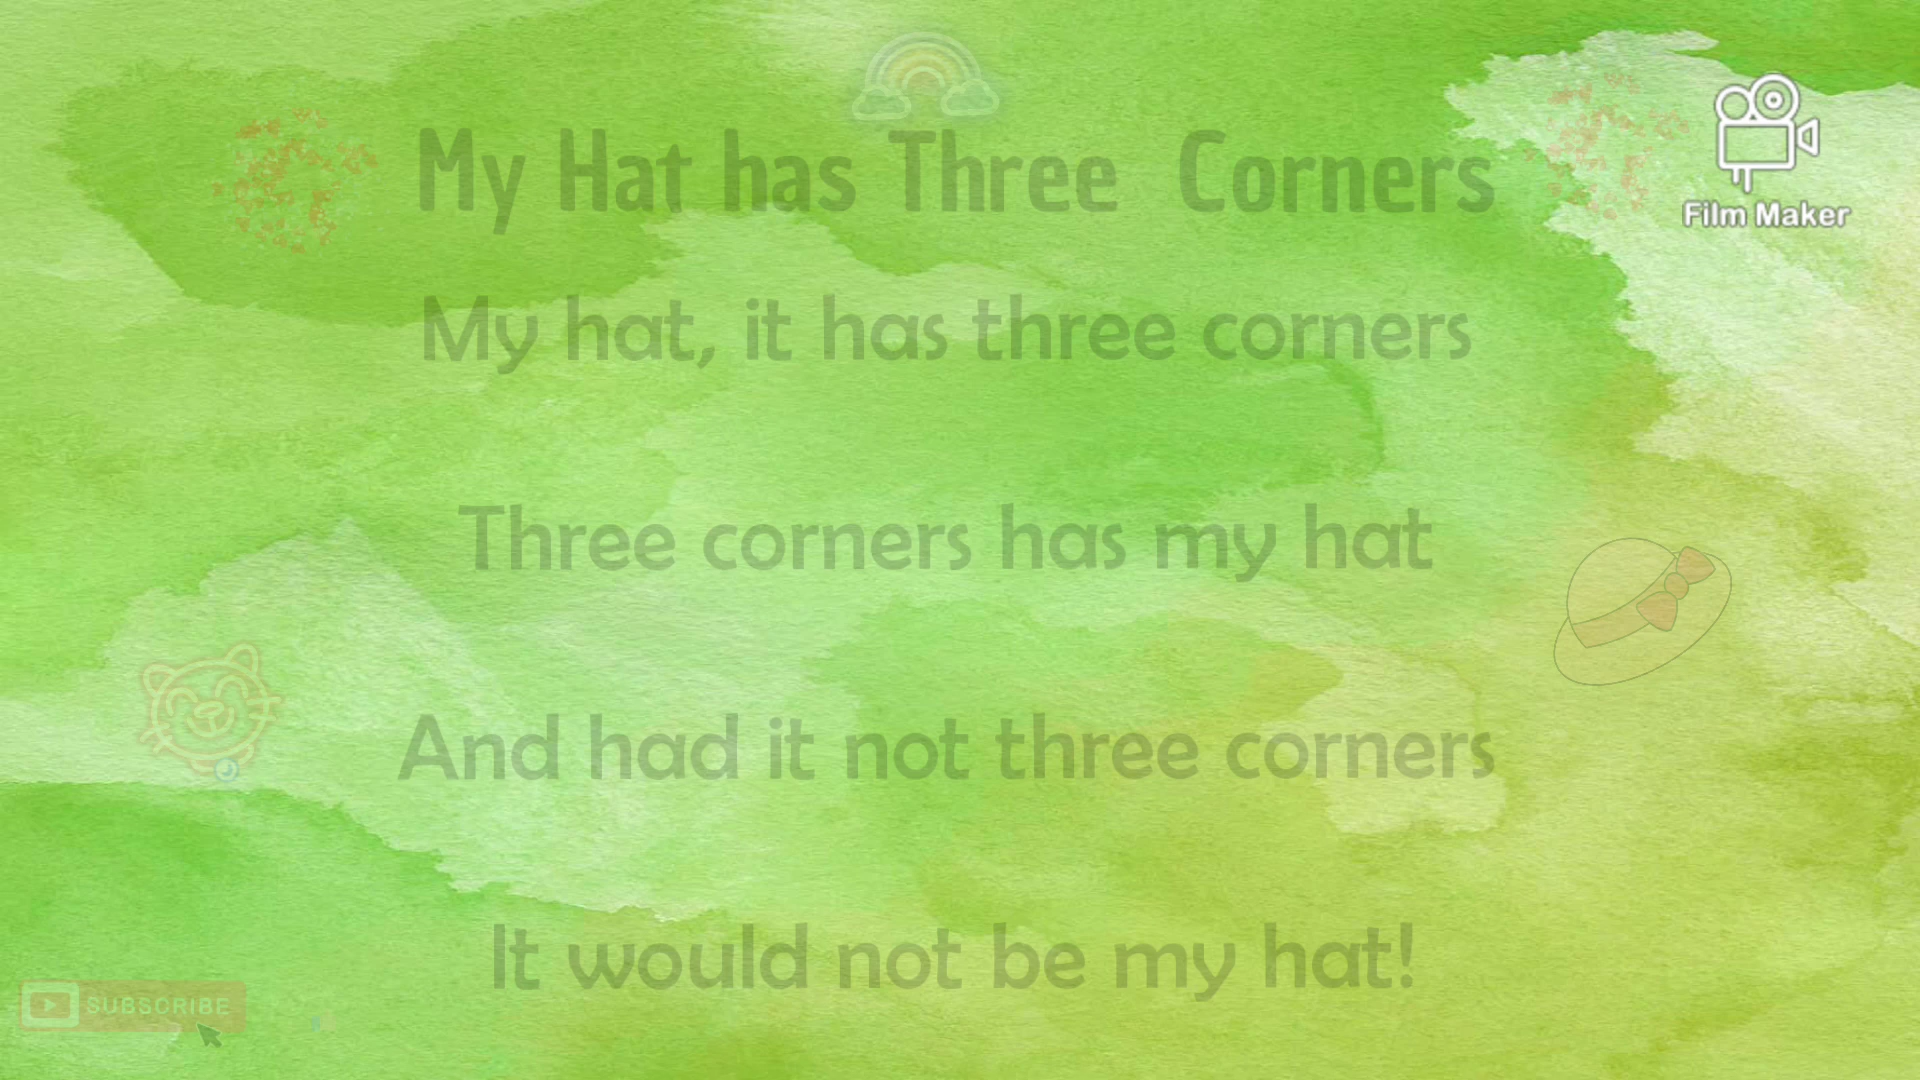 My Hat has Three Corners
Film Maker
My hat, it has three corners
Three corners has my hat
And had it not three corners
It would not be my hat!
SUBSCRIBE